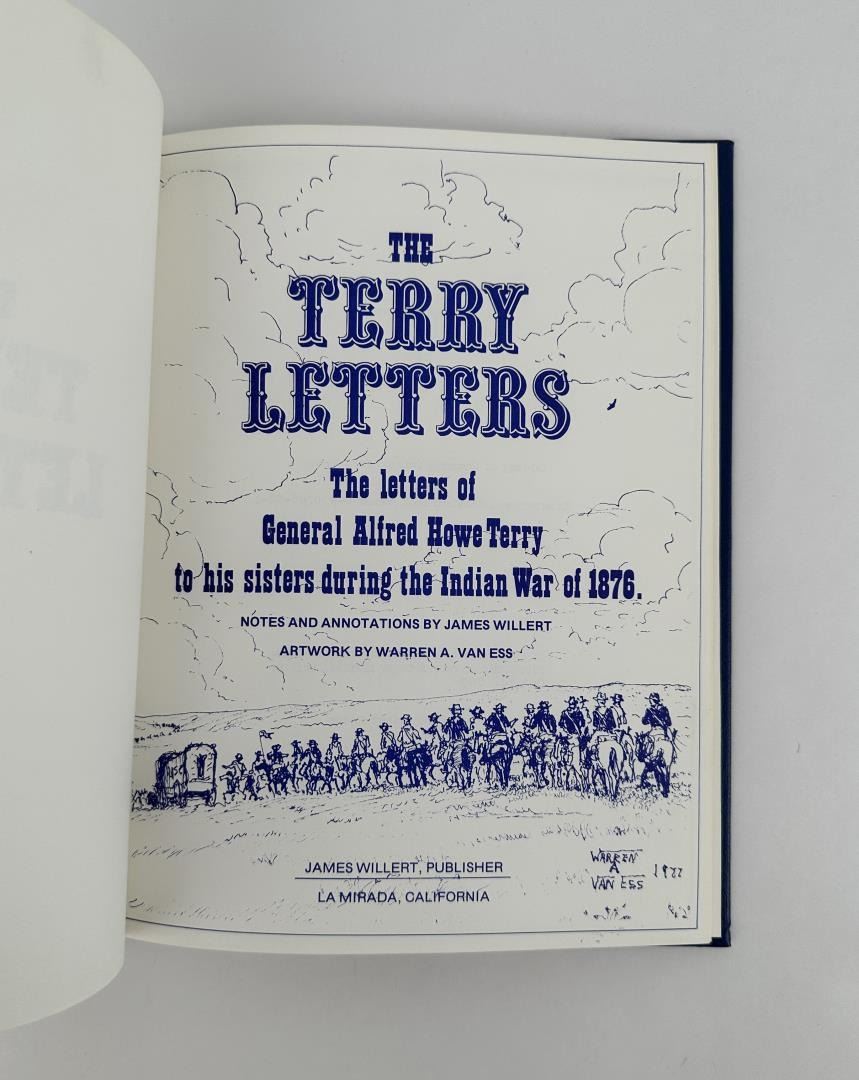 THE
TERRY
LETTERS
The letters of
General Alfred Howe Terry
to his sisters during the Indian War of 1876.
NOTES AND ANNOTATIONS BY JAMES WILLERT
ARTWORK BY WARREN A. VAN ESS
JAMES WILLERT, PUBLISHER
LA MIRADA, CALIFORNIA
WARREN
A
VAN ESS